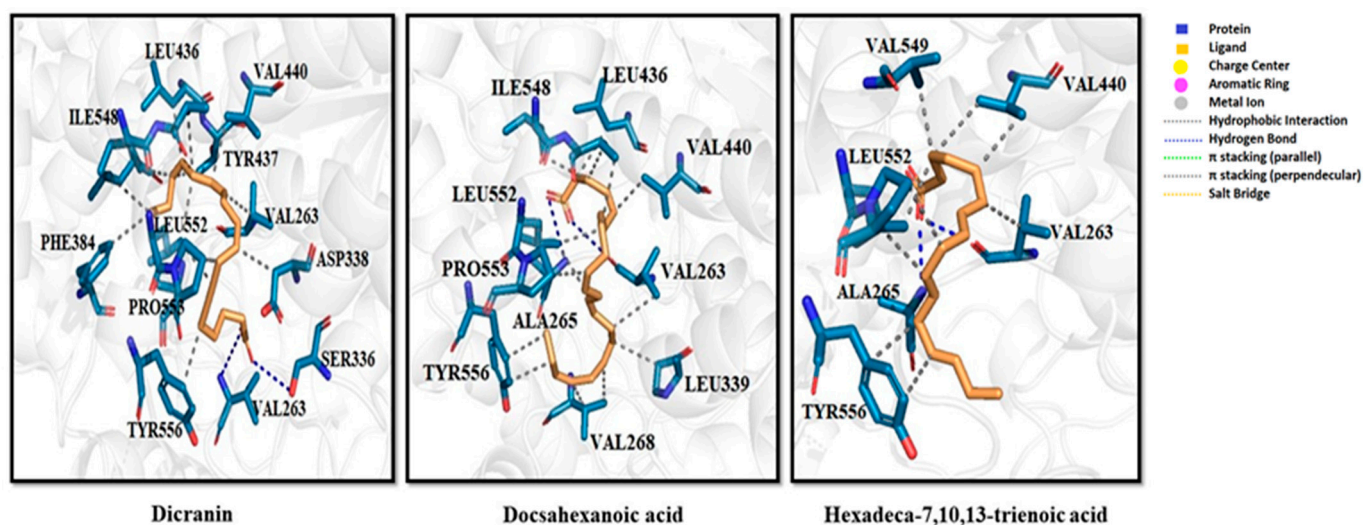 LEU436
VAL440
ILE548
TYR437
LEU552
VAL263
PHE384
ASP338
PRO553
SER336
VAL263
TYR556
Dicranin
ILE548
LEU436
VAL440
LEU552
PRO553
VAL263
ALA265
TYR556
LEU339
VAL268
Docsahexanoic acid
VAL549
VAL440
LEU552
VAL263
ALA265
TYR556
Hexadeca-7,10,13-trienoic acid
Protein
Ligand
Charge Center
Aromatic Ring
Metal Ion
Hydrophobic Interaction
Hydrogen Bond
π stacking (parallel)
π stacking (perpendecular)
Salt Bridge